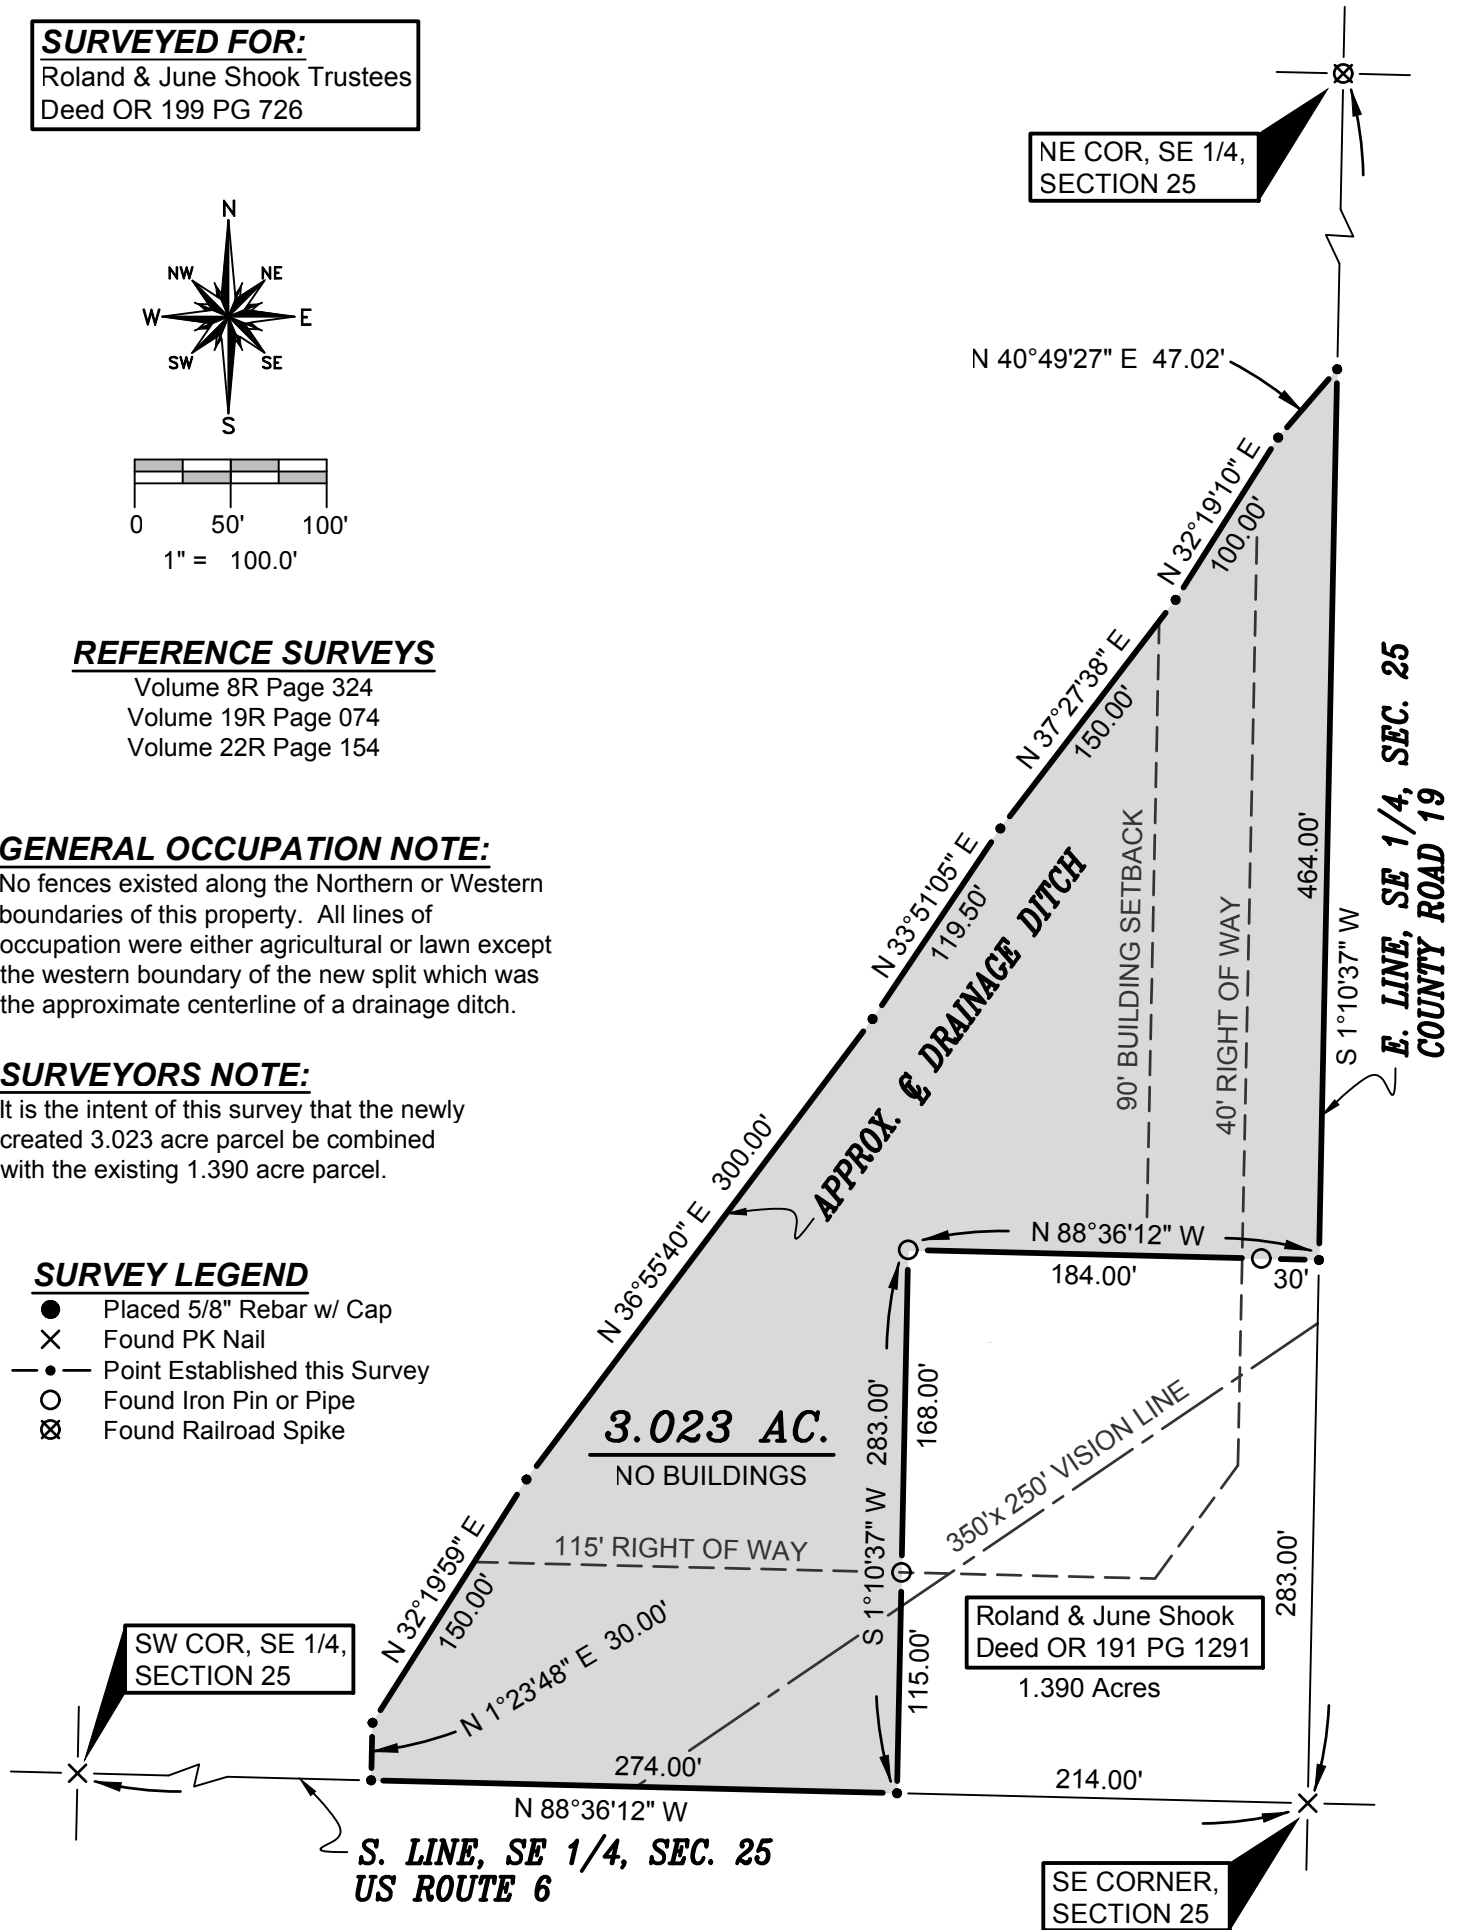 SURVEYED FOR:
Roland & June Shook Trustees
Deed OR 199 PG 726
NE COR, SE 1/4,
SECTION 25
N
NW
NE
W
E
SW
SE
S
0
50'
100'
1" = 100.0'
REFERENCE SURVEYS
Volume 8R Page 324
Volume 19R Page 074
Volume 22R Page 154
GENERAL OCCUPATION NOTE:
No fences existed along the Northern or Western
boundaries of this property. All lines of
occupation were either agricultural or lawn except
the western boundary of the new split which was
the approximate centerline of a drainage ditch.
SURVEYORS NOTE:
It is the intent of this survey that the newly
created 3.023 acre parcel be combined
with the existing 1.390 acre parcel.
SURVEY LEGEND
Placed 5/8" Rebar w/ Cap
Found PK Nail
Point Established this Survey
Found Iron Pin or Pipe
Found Railroad Spike
N 40°49'27" E 47.02'
N 32°19'10" E
100.00'
N 37°27'38" E
150.00'
N 33°51'05" E
119.50'
APPROX. ℄ DRAINAGE DITCH
N 36°55'40" E 300.00'
90' BUILDING SETBACK
40' RIGHT OF WAY
464.00'
S 1°10'37" W
E. LINE, SE 1/4, SEC. 25
COUNTY ROAD 19
N 88°36'12" W
184.00'
30'
3.023 AC.
NO BUILDINGS
S 1°10'37" W 283.00'
168.00'
350'x 250' VISION LINE
283.00'
115' RIGHT OF WAY
N 32°19'59" E
150.00'
N 1°23'48" E 30.00'
115.00'
Roland & June Shook
Deed OR 191 PG 1291
1.390 Acres
SW COR, SE 1/4,
SECTION 25
274.00'
214.00'
N 88°36'12" W
S. LINE, SE 1/4, SEC. 25
US ROUTE 6
SE CORNER,
SECTION 25